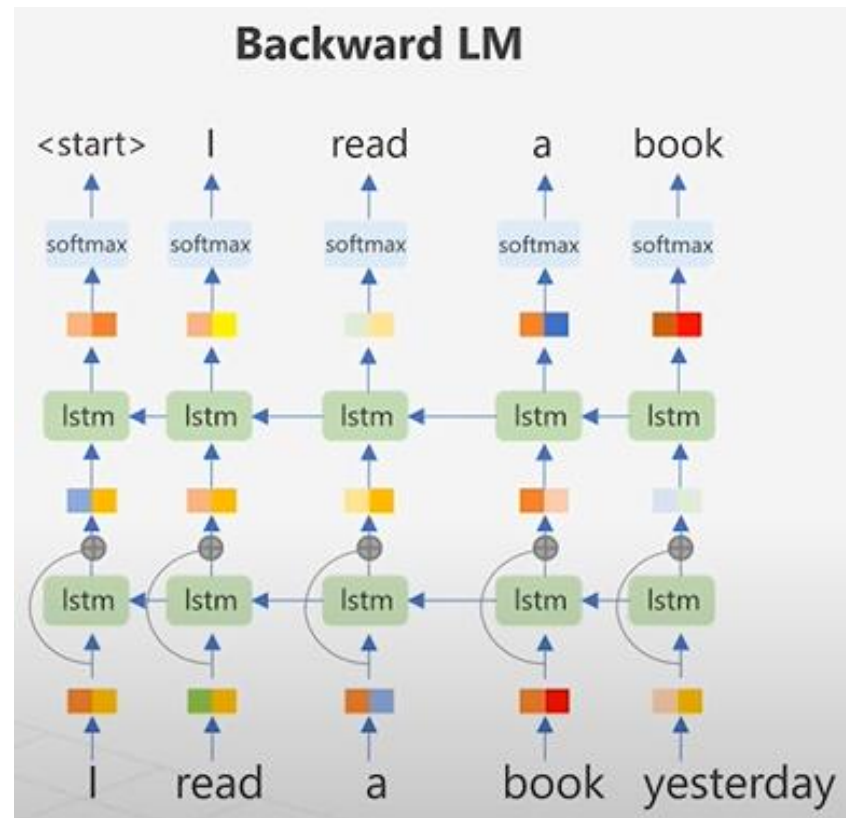 Backward LM
<start> I read a book
softmax softmax softmax softmax softmax
lstm lstm lstm lstm lstm
lstm lstm lstm lstm lstm
I read a book yesterday